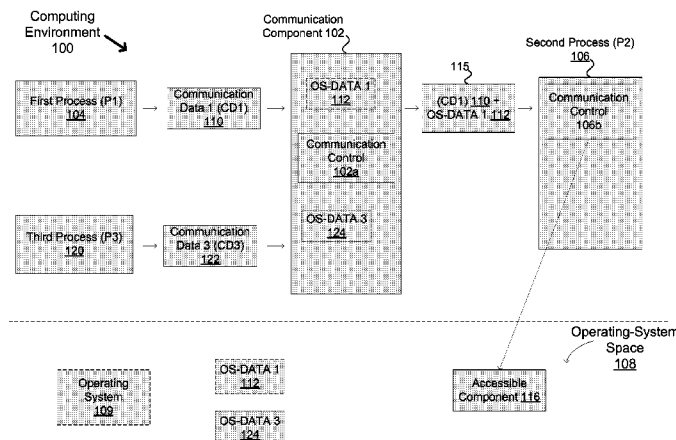 Computing
Environment
100
Communication
Component 102
115
Second Process (P2)
106
First Process (P1)
104
Communication
Data 1 (CD1)
110
OS-DATA 1
112
(CD1) 110 +
OS-DATA 1 112
Communication
Control
106b
Communication
Control
102a
Third Process (P3)
120
Communication
Data 3 (CD3)
122
OS-DATA 3
124
Operating-System
Space
108
Operating
System
109
OS-DATA 1
112
Accessible
Component 116
OS-DATA 3
124